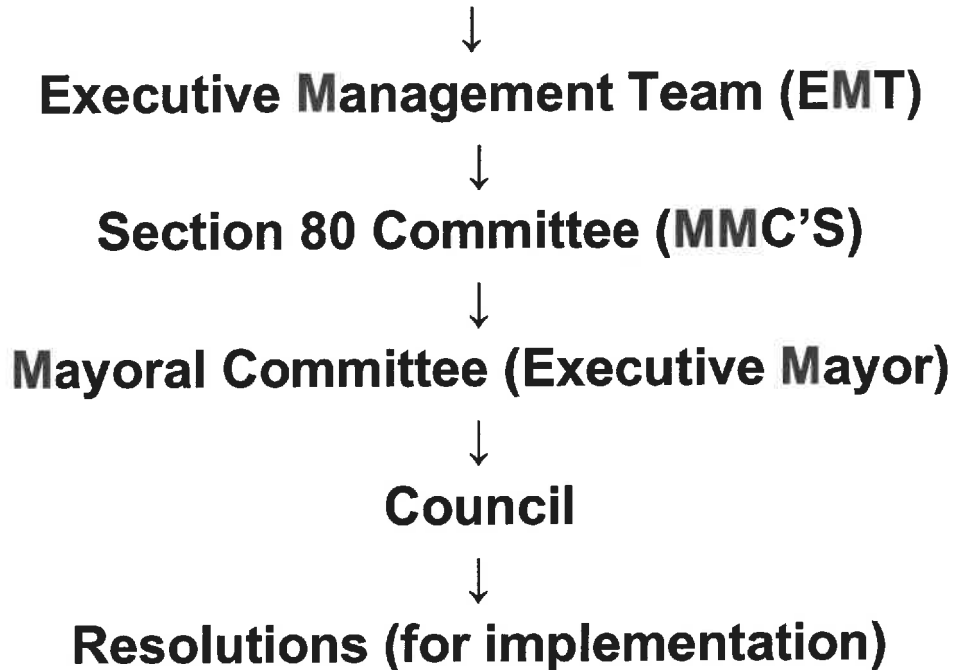 ↓
Executive Management Team (EMT)
↓
Section 80 Committee (MMC'S)
↓
Mayoral Committee (Executive Mayor)
↓
Council
↓
Resolutions (for implementation)